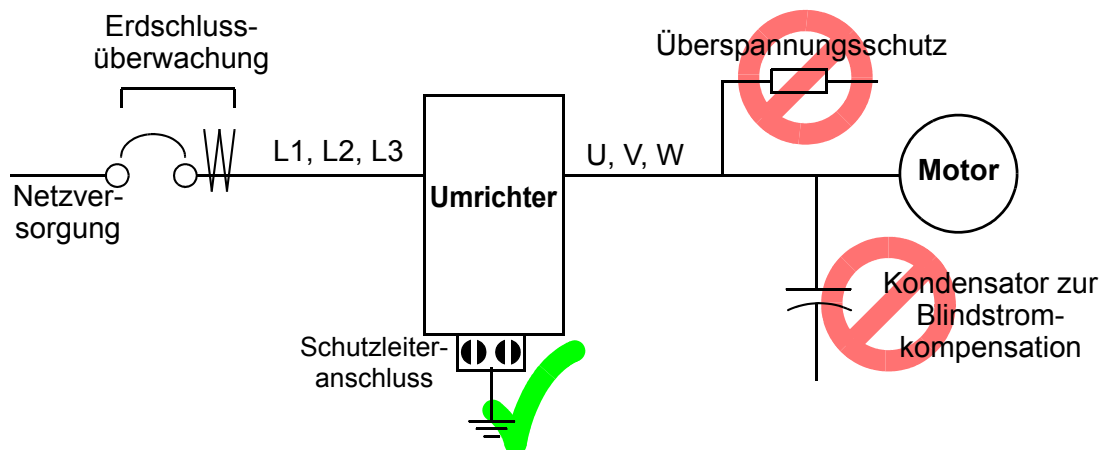 Erdschluss-
überwachung
Überspannungsschutz
L1, L2, L3
U, V, W
Netzver-
sorgung
Umrichter
Motor
Kondensator zur
Blindstrom-
kompensation
Schutzleiter-
anschluss